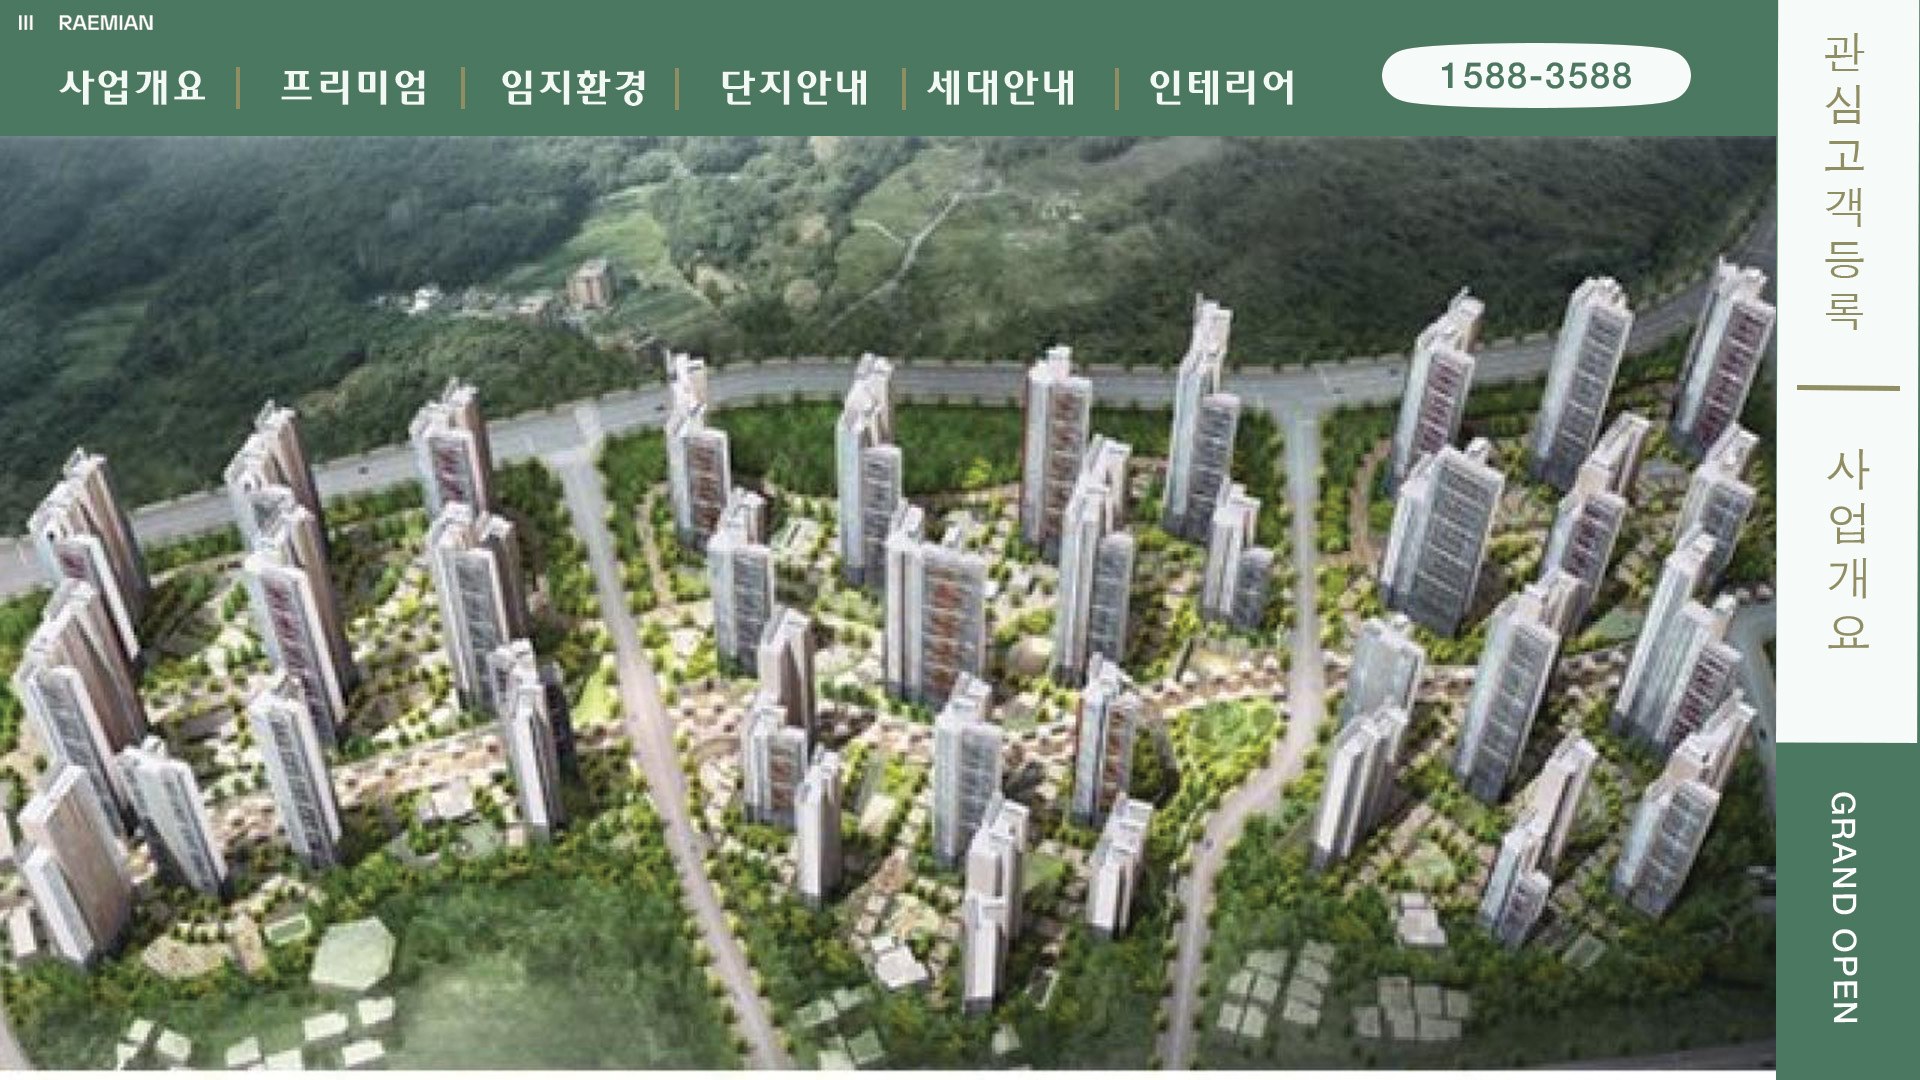 RAEMIAN
사업개요
프리미엄
임지환경
단지안내
세대안내
인테리어
1588-3588
관심고객등록
사업개요
GRAND OPEN